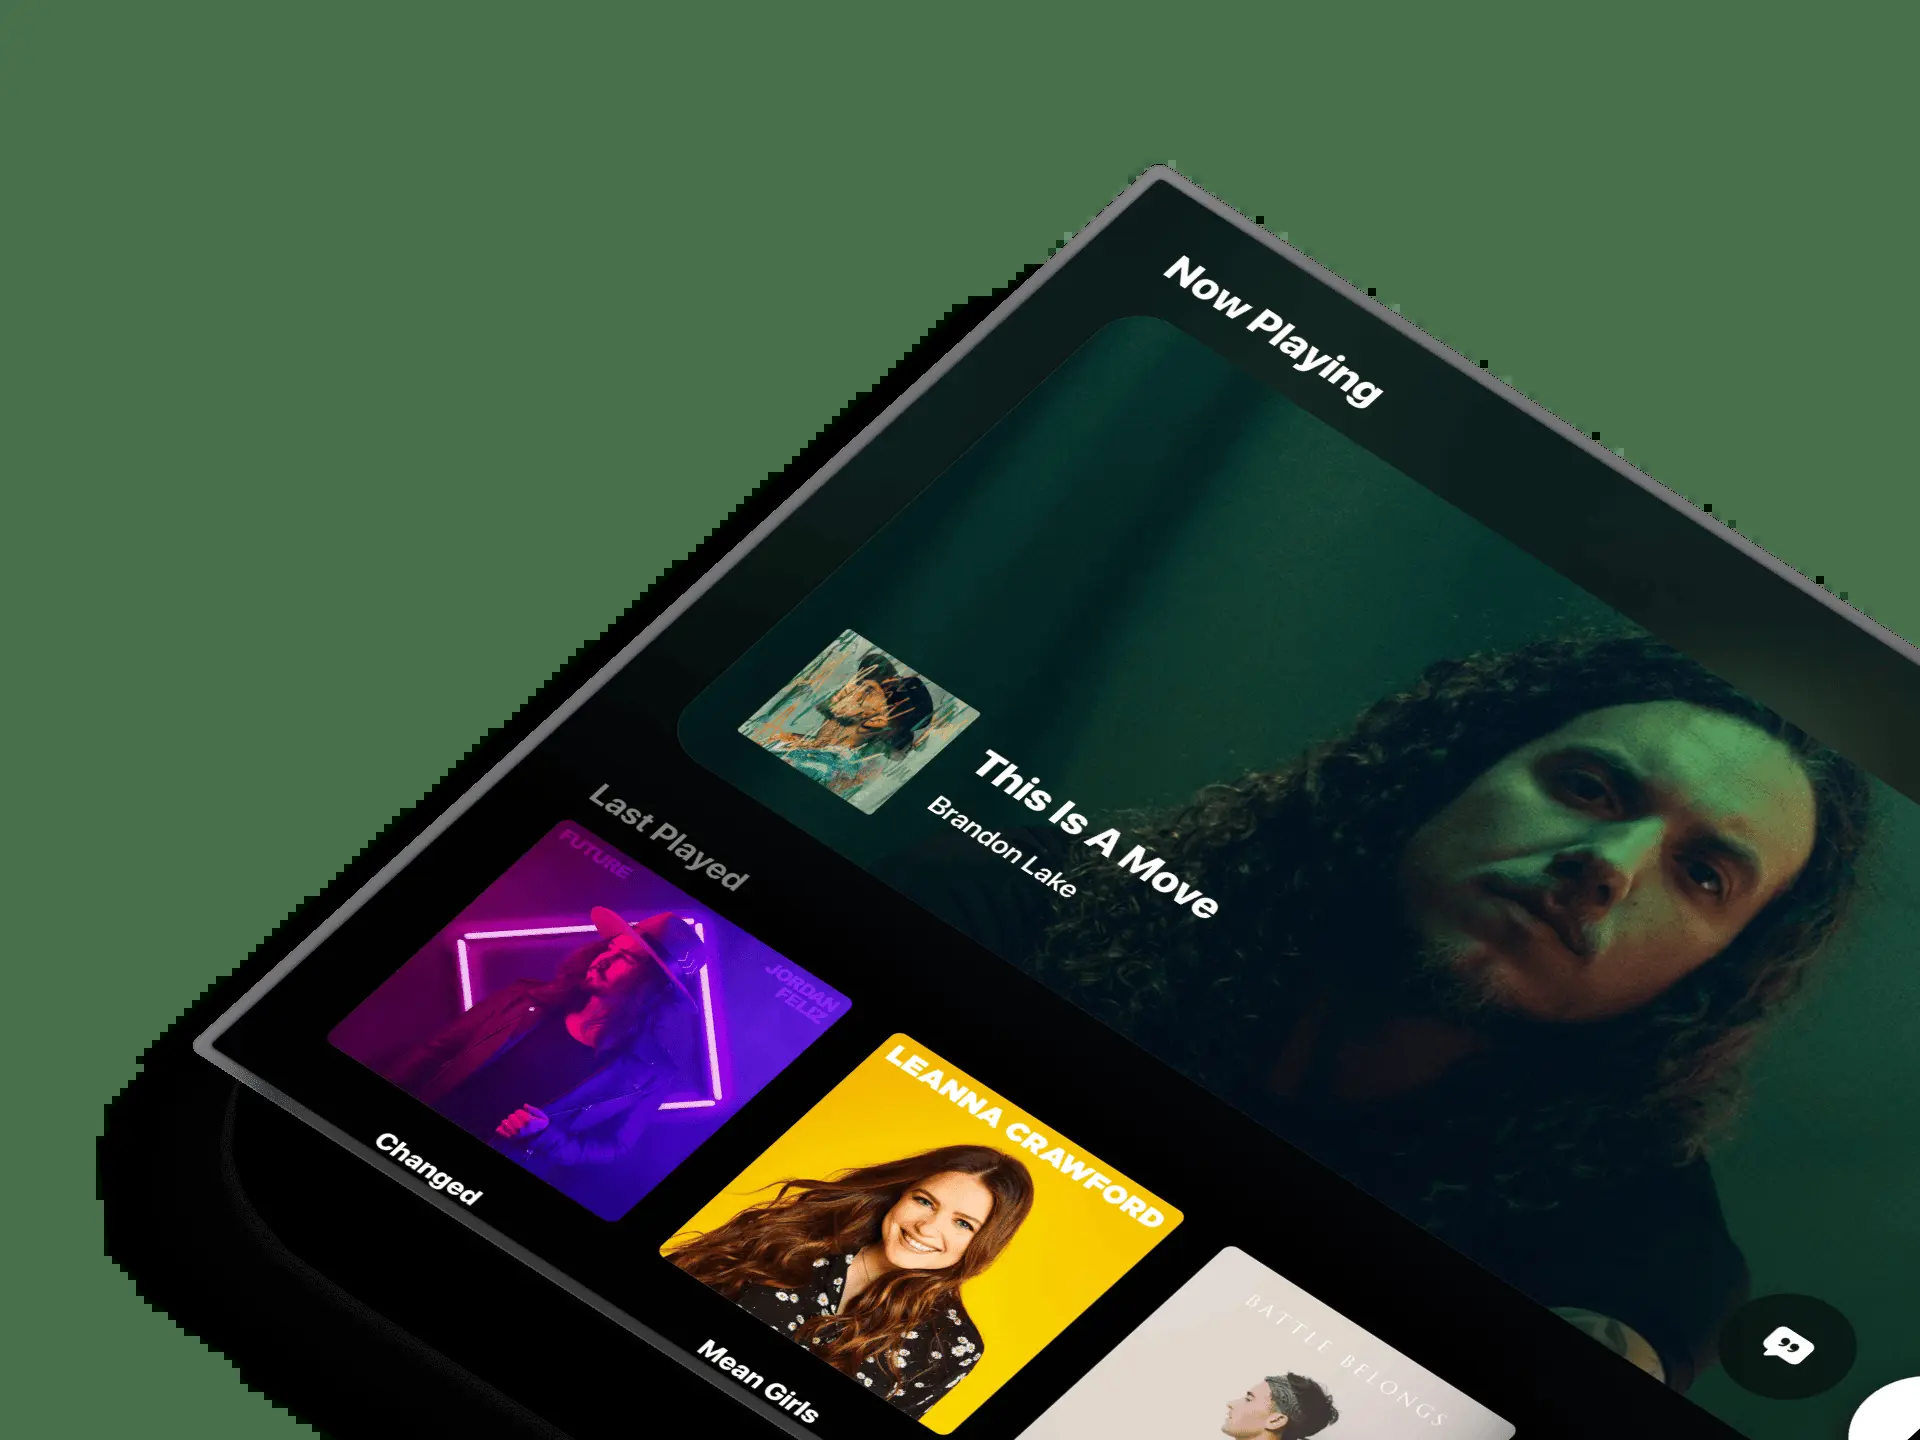 Now Playing
This Is A Move
Brandon Lake
Last Played
FUTURE
JORDAN
FELIZ
Changed
LEANNA CRAWFORD
Mean Girls
BATTLE BELONGS